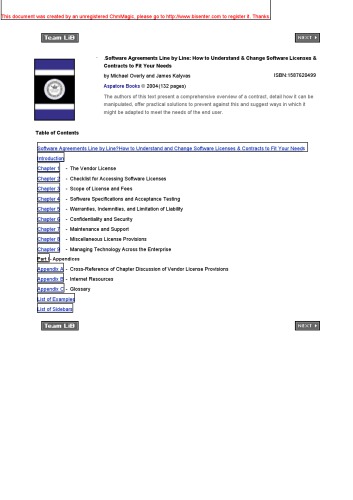 This document was created by an unregistered ChmMagic, please go to http://www.bisenter.com to register it. Thanks
Team LiB
NEXT
Software Agreements Line by Line: How to Understand & Change Software Licenses &
Contracts to Fit Your Needs
by Michael Overly and James Kalyvas
ISBN:1587620499
Aspatore Books © 2004 (132 pages)
The authors of this text present a comprehensive overview of a contract, detail how it can be
manipulated, offer practical solutions to prevent against this and suggest ways in which it
might be adapted to meet the needs of the end user.
Table of Contents
Software Agreements Line by Line?How to Understand and Change Software Licenses & Contracts to Fit Your Needs
Introduction
Chapter 1 - The Vendor License
Chapter 2 - Checklist for Accessing Software Licenses
Chapter 3 - Scope of License and Fees
Chapter 4 - Software Specifications and Acceptance Testing
Chapter 5 - Warranties, Indemnities, and Limitation of Liability
Chapter 6 - Confidentiality and Security
Chapter 7 - Maintenance and Support
Chapter 8 - Miscellaneous License Provisions
Chapter 9 - Managing Technology Across the Enterprise
Part I - Appendices
Appendix A - Cross-Reference of Chapter Discussion of Vendor License Provisions
Appendix B - Internet Resources
Appendix C - Glossary
List of Examples
List of Sidebars
Team LiB
NEXT